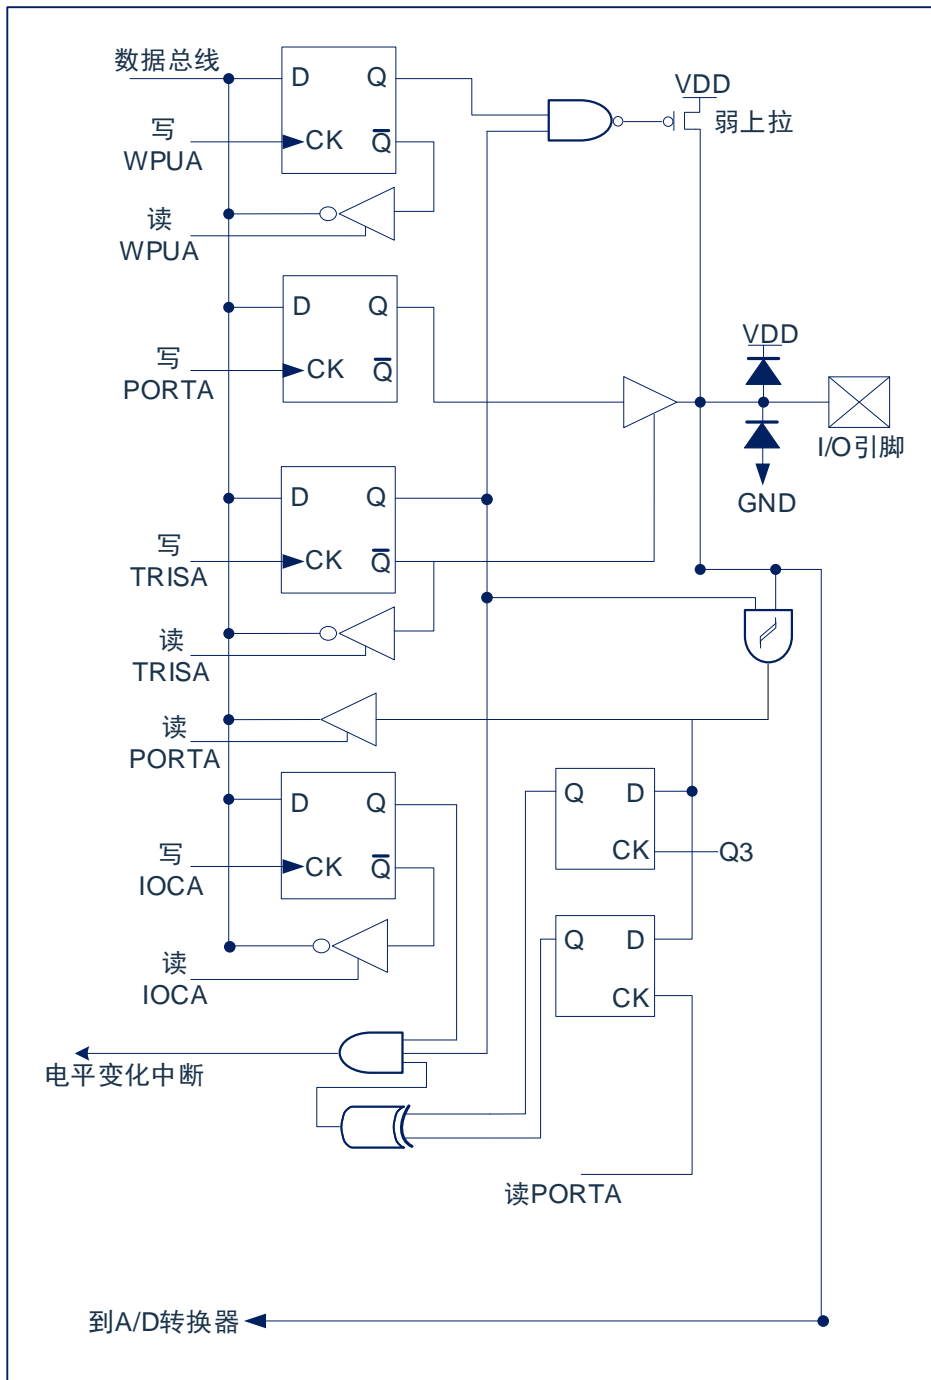 数据总线
D Q
VDD
弱上拉
写
WPUA
CK Q
读
WPUA
D Q
写
PORTA
CK Q
VDD
I/O引脚
GND
D Q
写
TRISA
CK Q
读
TRISA
读
PORTA
D Q
Q D
写
IOCA
CK Q
CK
Q3
读
IOCA
Q D
CK
电平变化中断
读PORTA
到A/D转换器